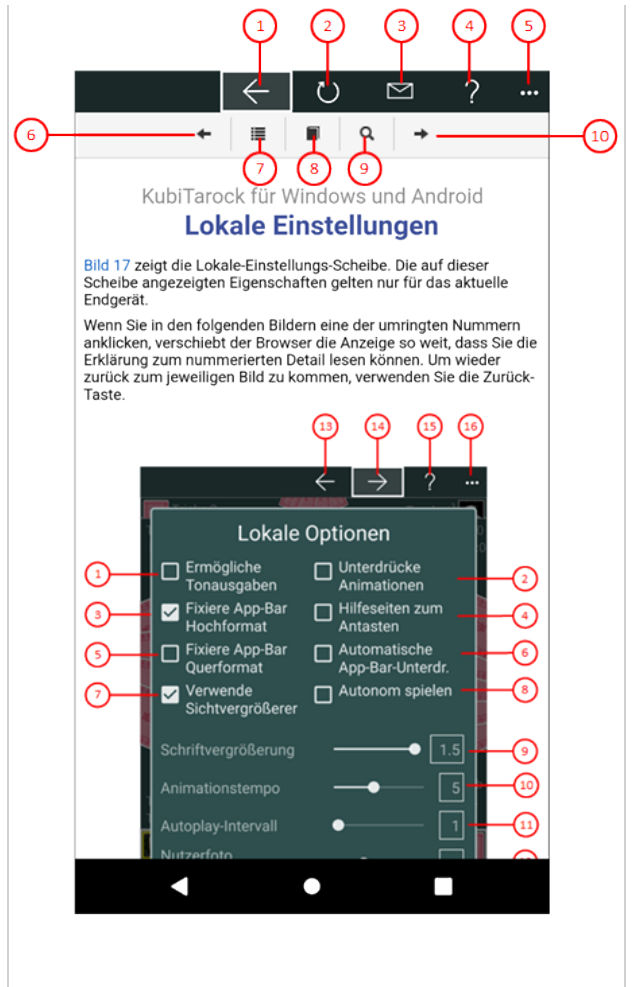 1 2 3 4 5
6 10
7 8 9
KubiTarock für Windows und Android
Lokale Einstellungen
Bild 17 zeigt die Lokale-Einstellungs-Scheibe. Die auf dieser
Scheibe angezeigten Eigenschaften gelten nur für das aktuelle
Endgerät.
Wenn Sie in den folgenden Bildern eine der umringten Nummern
anklicken, verschiebt der Browser die Anzeige so weit, dass Sie die
Erklärung zum nummerierten Detail lesen können. Um wieder
zurück zum jeweiligen Bild zu kommen, verwenden Sie die Zurück-
Taste.
13 14 15 16
Lokale Optionen
1 Ermögliche
Tonausgaben
Unterdrücke
Animationen 2
3 Fixiere App-Bar
Hochformat
Hilfeseiten zum
Antasten 4
5 Fixiere App-Bar
Querformat
Automatische
App-Bar-Unterdr. 6
7 Verwende
Sichtvergrößerer
Autonom spielen 8
Schriftvergrößerung 1.5 9
Animationstempo 5 10
Autoplay-Intervall 1 11
Nutzerfoto